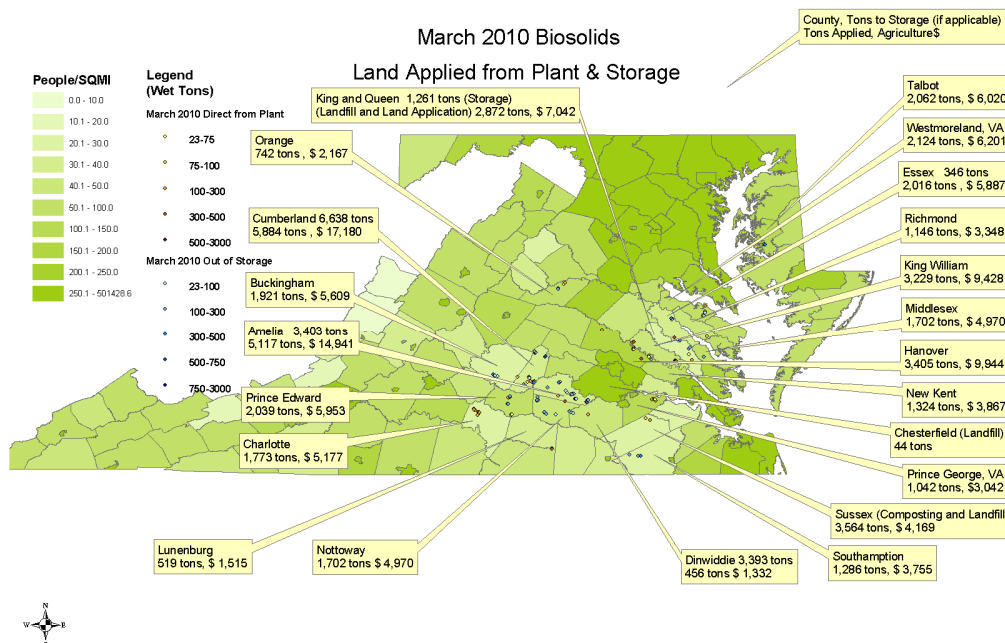 March 2010 Biosolids
Land Applied from Plant & Storage
County, Tons to Storage (if applicable)
Tons Applied, Agriculture$
People/SQMI
0.0 - 10.0
10.1 - 20.0
20.1 - 30.0
30.1 - 40.0
40.1 - 50.0
50.1 - 100.0
100.1 - 150.0
150.1 - 200.0
200.1 - 250.0
250.1 - 501428.6
Legend
(Wet Tons)
March 2010 Direct from Plant
23-75
75-100
100-300
300-500
500-3000
March 2010 Out of Storage
23-100
100-300
300-500
500-750
750-3000
King and Queen 1,261 tons (Storage)
(Landfill and Land Application) 2,872 tons, $ 7,042
Orange
742 tons , $ 2,167
Cumberland 6,638 tons
5,884 tons , $ 17,180
Buckingham
1,921 tons, $ 5,609
Amelia 3,403 tons
5,117 tons, $ 14,941
Prince Edward
2,039 tons, $ 5,953
Charlotte
1,773 tons, $ 5,177
Lunenburg
519 tons, $ 1,515
Nottoway
1,702 tons $ 4,970
Dinwiddie 3,393 tons
456 tons $ 1,332
Talbot
2,062 tons, $ 6,020
Westmoreland, VA
2,124 tons, $ 6,201
Essex 346 tons
2,016 tons , $ 5,887
Richmond
1,146 tons, $ 3,348
King William
3,229 tons, $ 9,428
Middlesex
1,702 tons, $ 4,970
Hanover
3,405 tons, $ 9,944
New Kent
1,324 tons, $ 3,867
Chesterfield (Landfill)
44 tons
Prince George, VA
1,042 tons, $3,042
Sussex (Composting and Landfill
3,564 tons, $ 4,169
Southamption
1,286 tons, $ 3,755
N
W E